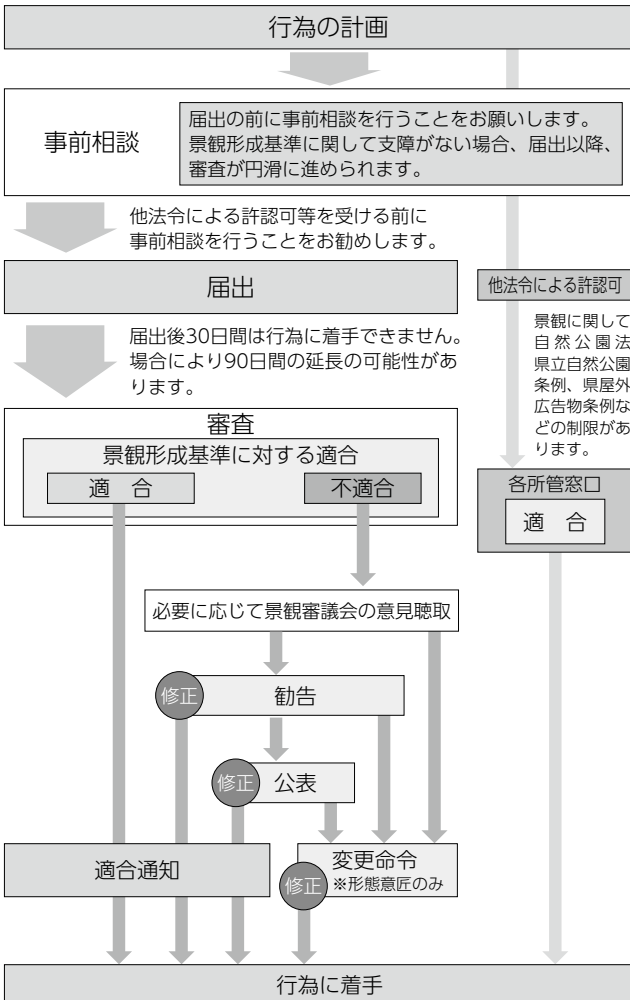 行為の計画
事前相談
届出の前に事前相談を行うことをお願いします。
景観形成基準に関して支障がない場合、届出以降、
審査が円滑に進められます。
他法令による許認可等を受ける前に
事前相談を行うことをお勧めします。
届出
他法令による許認可
届出後30日間は行為に着手できません。
場合により90日間の延長の可能性があ
ります。
景観に関して
自然公園法
県立自然公園
条例、県屋外
広告物条例な
どの制限があ
ります。
審査
景観形成基準に対する適合
適 合
不適合
各所管窓口
適 合
必要に応じて景観審議会の意見聴取
修正
勧告
修正
公表
適合通知
変更命令
修正
※形態意匠のみ
行為に着手